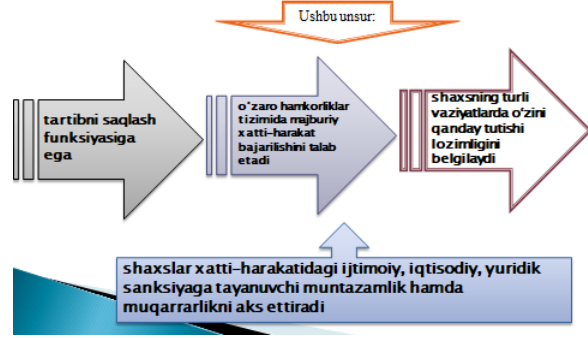 Ushbu unsur:
tartibni saqlash
funksiyasiga
ega
o'zaro hamkorliklar
tizimida majburiy
xatti-harakat
bajarilishini talab
etadi
shaxsning turli
vaziyatlarda o'zini
qanday tutishi
lozimligini
belgilaydi
shaxslar xatti-harakatidagi ijtimoiy, iqtisodiy, yuridik
sanksiyaga tayanuvchi muntazamlik hamda
muqarrarlikni aks ettiradi